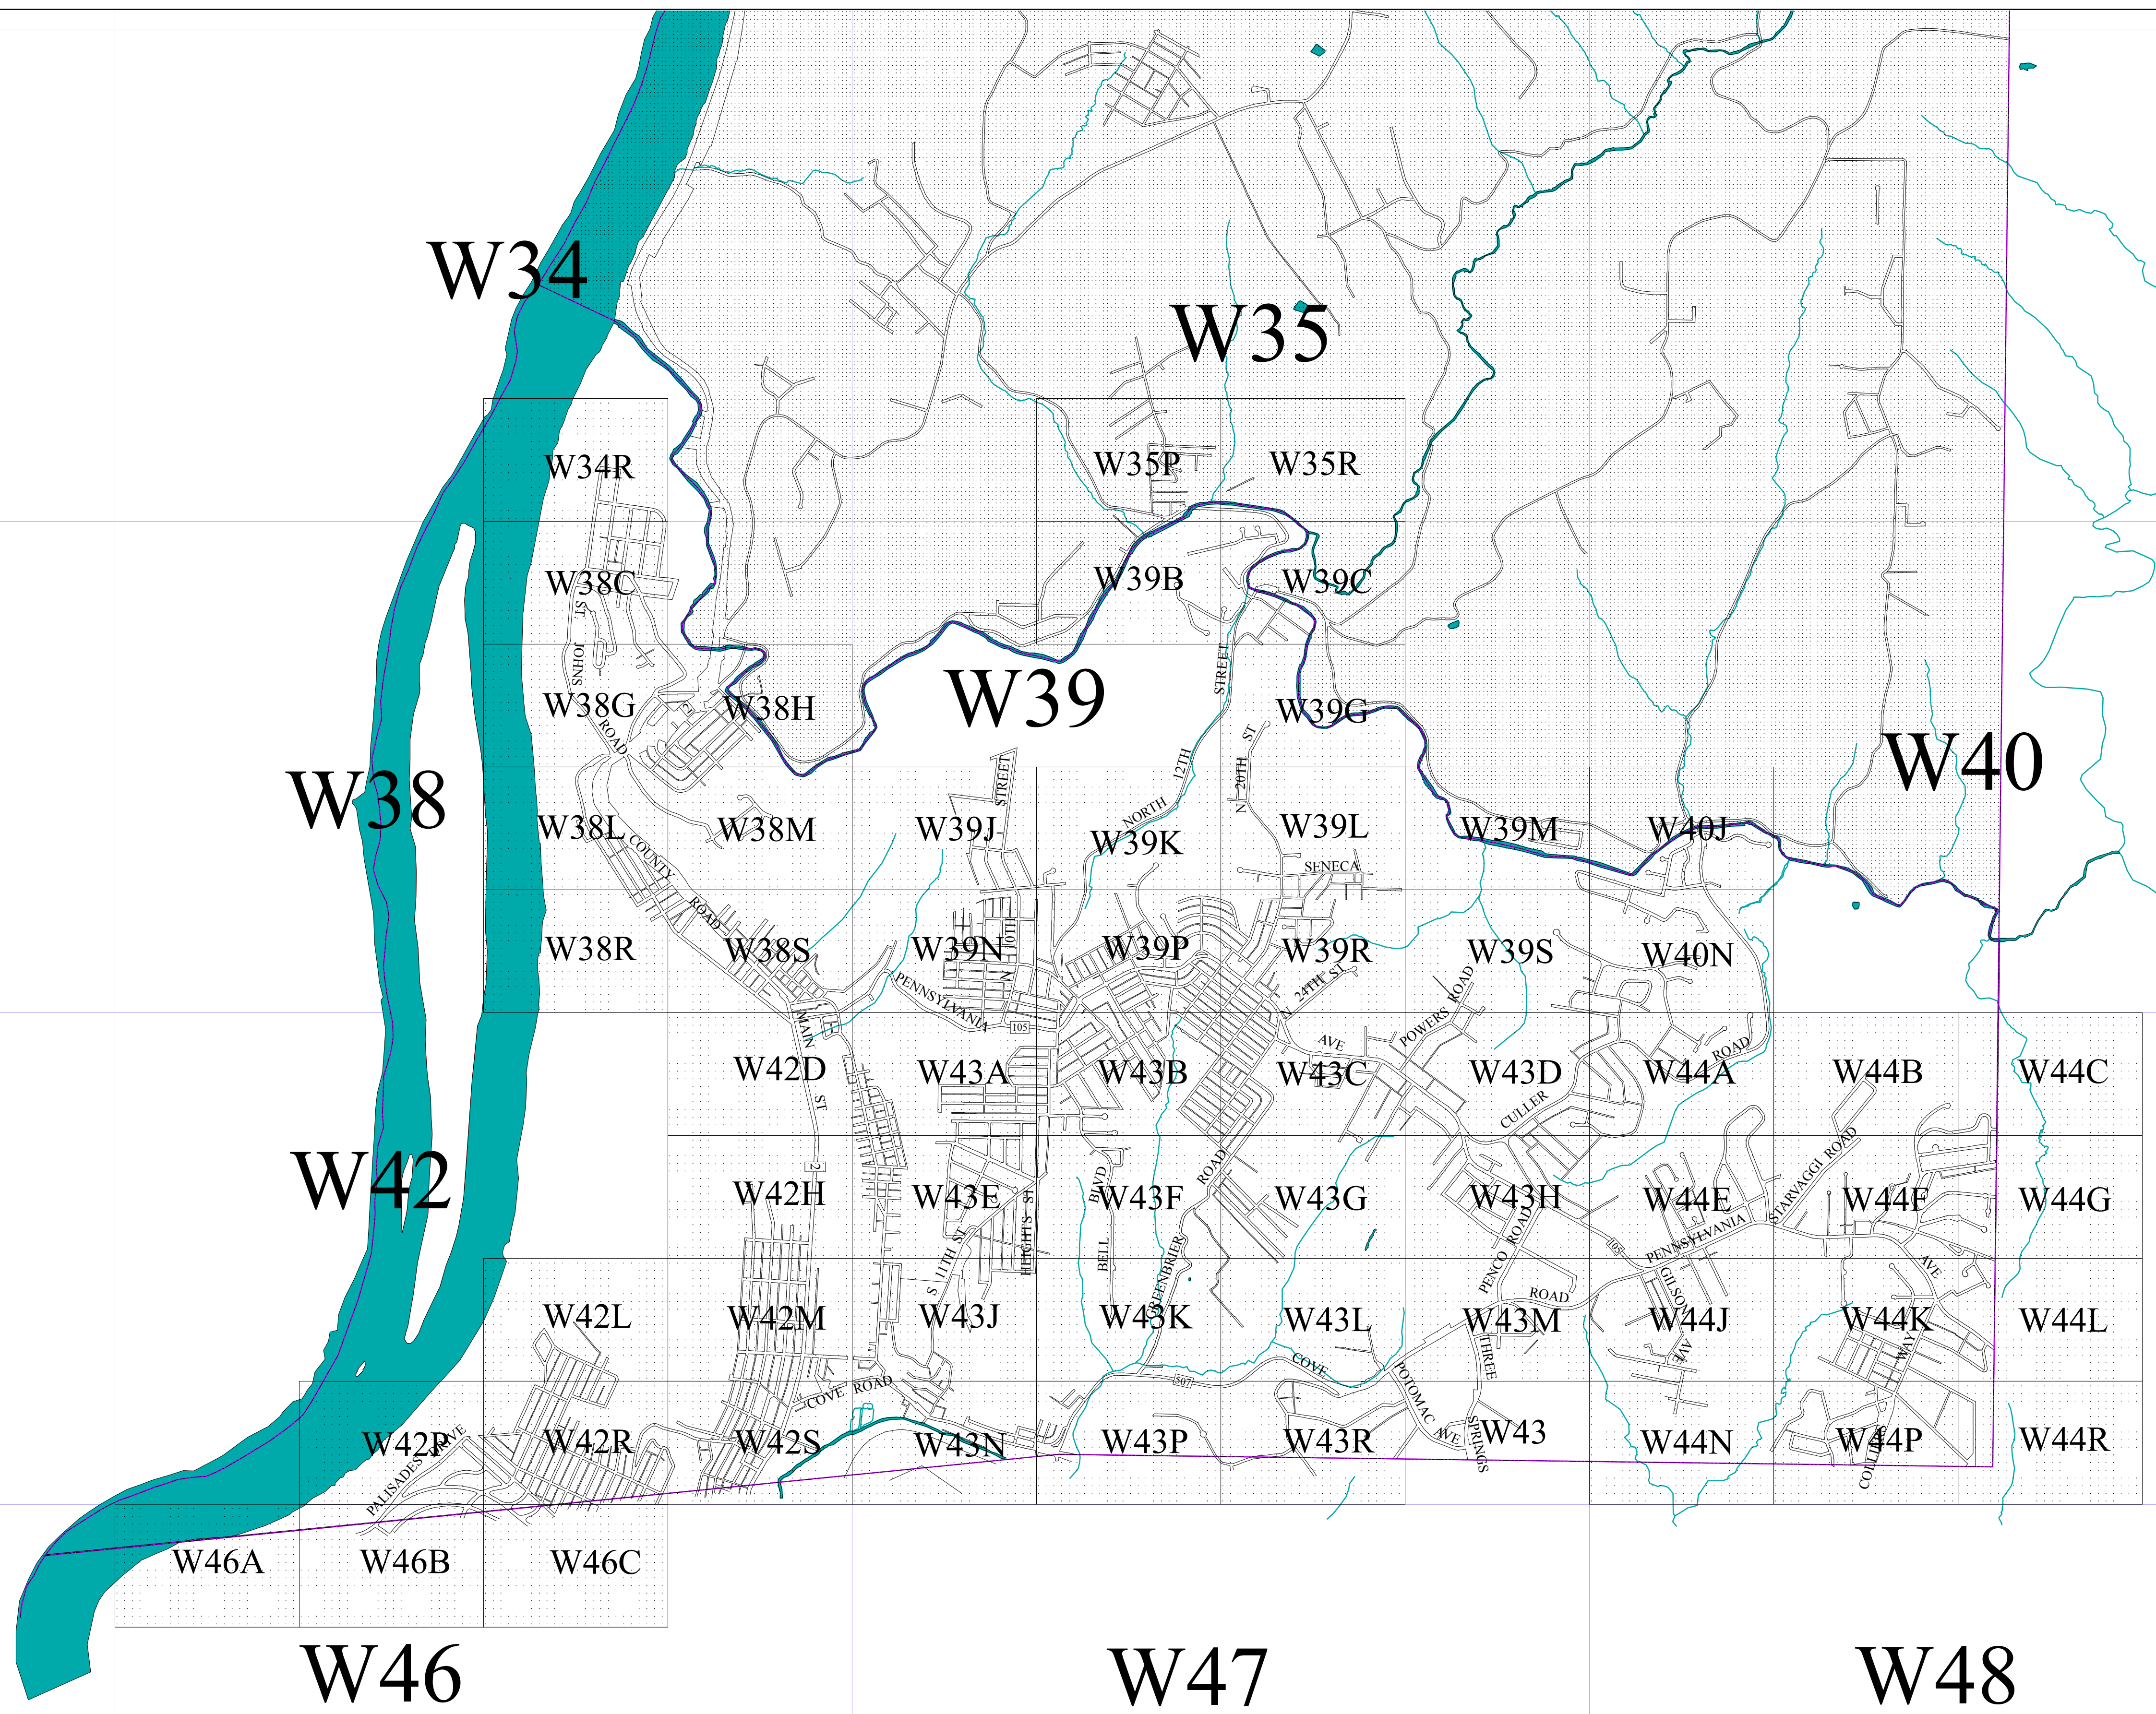 W34
W35
W34R
W35P
W35R
W38C
W39B
W39C
ST
JOHNS
ROAD
STREET
W38G
W38H
W39
W39G
W40
W38
STREET
12TH
N 20TH ST
NORTH
W38L
W38M
W39J
W39K
W39L
W39M
W40J
COUNTY
ROAD
SENECA
W38R
W38S
W39N
N 10TH
W39P
W39R
W39S
W40N
PENNSYLVANIA
105
N 24TH ST
POWERS ROAD
MAIN ST
AVE
ROAD
W42D
W43A
W43B
W43C
W43D
W44A
W44B
W44C
CULLER
W42
2
W42H
W43E
W43F
W43G
W43H
W44E
W44F
W44G
S 11TH ST
HEIGHTS ST
BELL BLVD
GREENBRIER ROAD
PENCO ROAD
105
PENNSYLVANIA
STARVAGGI ROAD
AVE
W42L
W42M
W43J
W43K
W43L
W43M
W44J
W44K
W44L
ROAD
GILSON
AVE
WAY
COVE ROAD
507
COVE
POTOMAC
AVE
THREE
SPRINGS
W42P
W42R
W42S
W43N
W43P
W43R
W43
W44N
W44P
W44R
PALISADES DRIVE
COLLIERS
W46A
W46B
W46C
W46
W47
W48